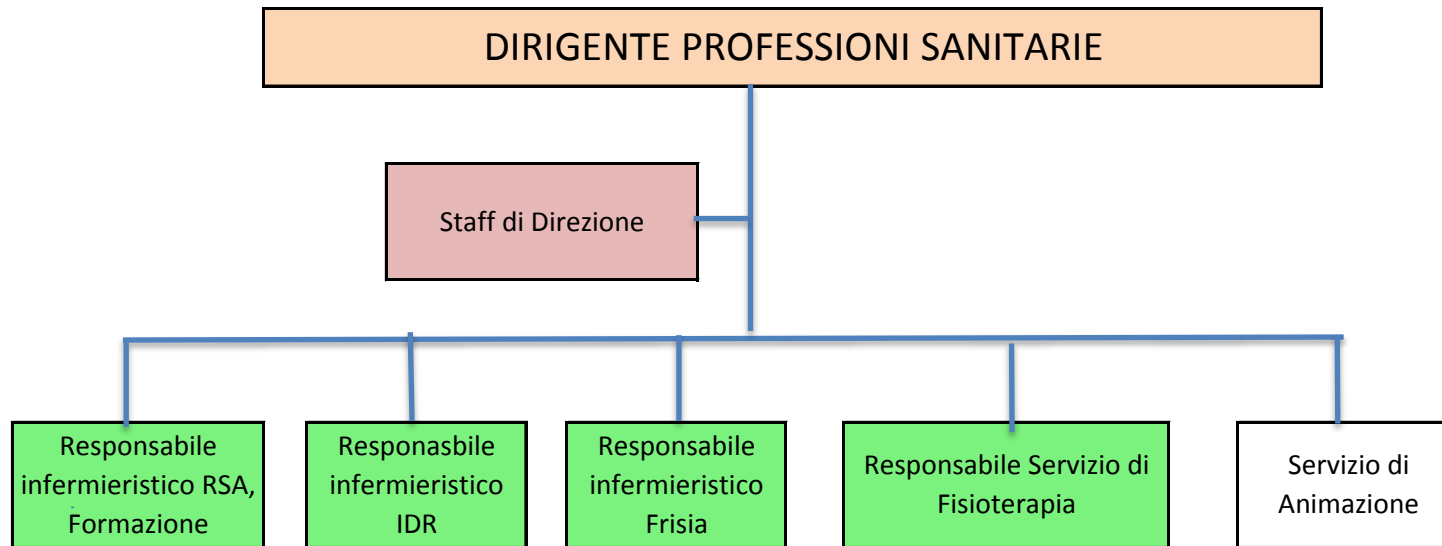 DIRIGENTE PROFESSIONI SANITARIE
Staff di Direzione
Responsabile
infermieristico RSA,
Formazione
Responasbile
infermieristico
IDR
Responsabile
infermieristico
Frisia
Responsabile Servizio di
Fisioterapia
Servizio di
Animazione